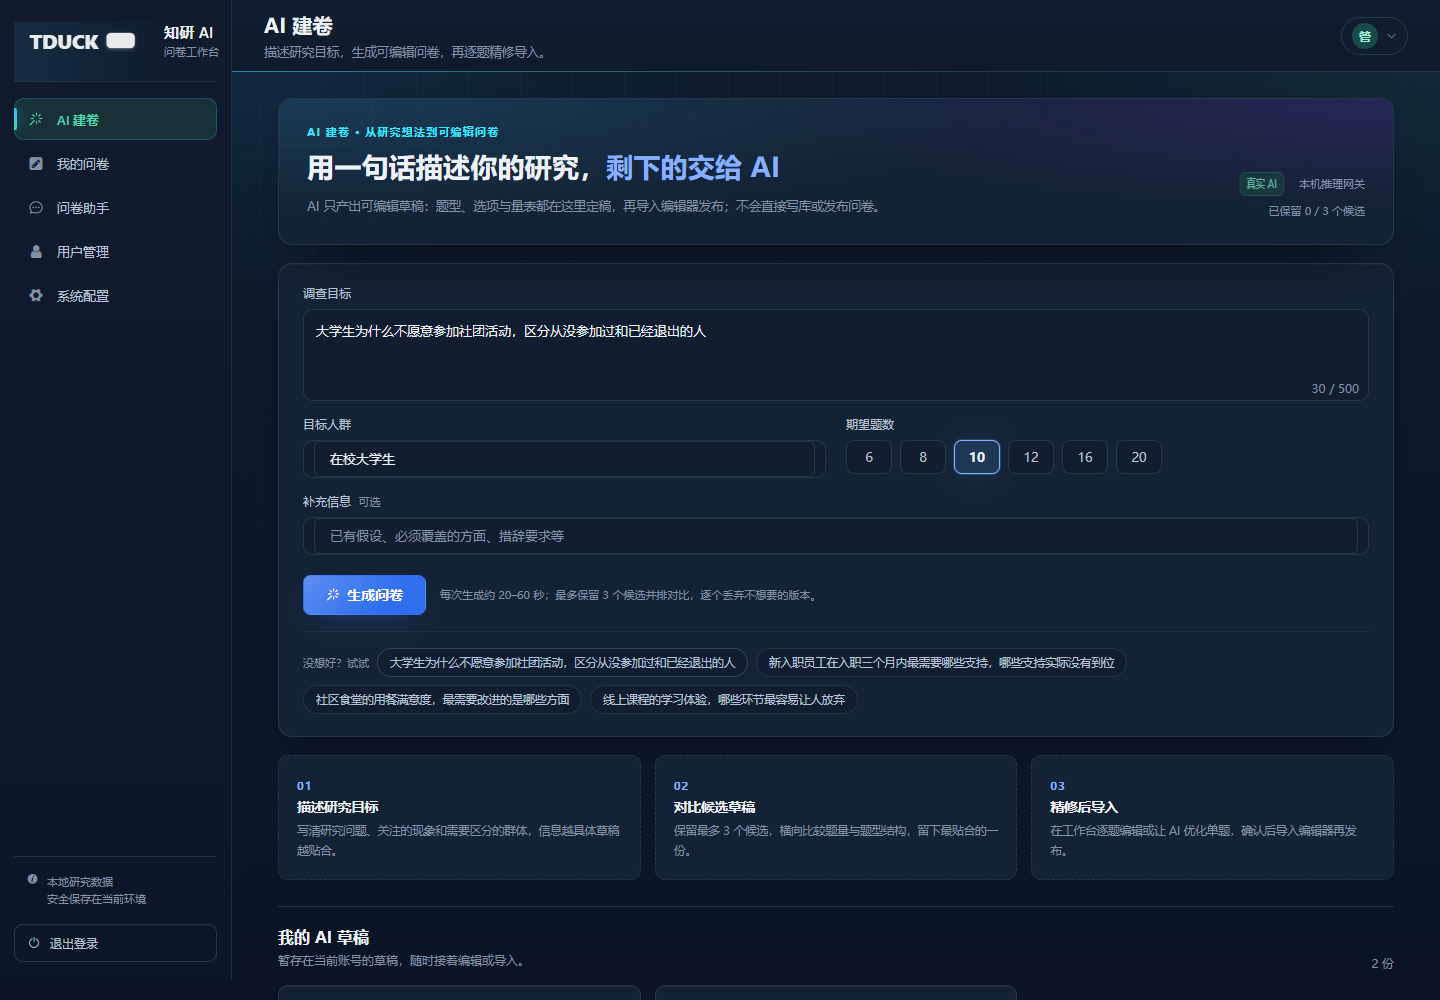 TDUCK
知研 AI
问卷工作台
AI 建卷
我的问卷
问卷助手
用户管理
系统配置
本地研究数据
安全保存在当前环境
退出登录
AI 建卷
描述研究目标，生成可编辑问卷，再逐题精修导入。
管
AI 建卷 • 从研究想法到可编辑问卷
用一句话描述你的研究，剩下的交给 AI
AI 只产出可编辑草稿：题型、选项与量表都在这里定稿，再导入编辑器发布；不会直接写库或发布问卷。
真实 AI 本机推理网关
已保留 0 / 3 个候选
调查目标
大学生为什么不愿意参加社团活动，区分从没参加过和已经退出的人
30 / 500
目标人群
在校大学生
期望题数
6 8 10 12 16 20
补充信息 可选
已有假设、必须覆盖的方面、措辞要求等
生成问卷
每次生成约 20–60 秒；最多保留 3 个候选并排对比，逐个丢弃不想要的版本。
没想好？试试 大学生为什么不愿意参加社团活动，区分从没参加过和已经退出的人 新入职员工在入职三个月内最需要哪些支持，哪些支持实际没有到位
社区食堂的用餐满意度，最需要改进的是哪些方面 线上课程的学习体验，哪些环节最容易让人放弃
01
描述研究目标
写清研究问题、关注的现象和需要区分的群体，信息越具体草稿
越贴合。
02
对比候选草稿
保留最多 3 个候选，横向比较题量与题型结构，留下最贴合的一
份。
03
精修后导入
在工作台逐题编辑或让 AI 优化单题，确认后导入编辑器再发
布。
我的 AI 草稿
暂存在当前账号的草稿，随时接着编辑或导入。
2 份